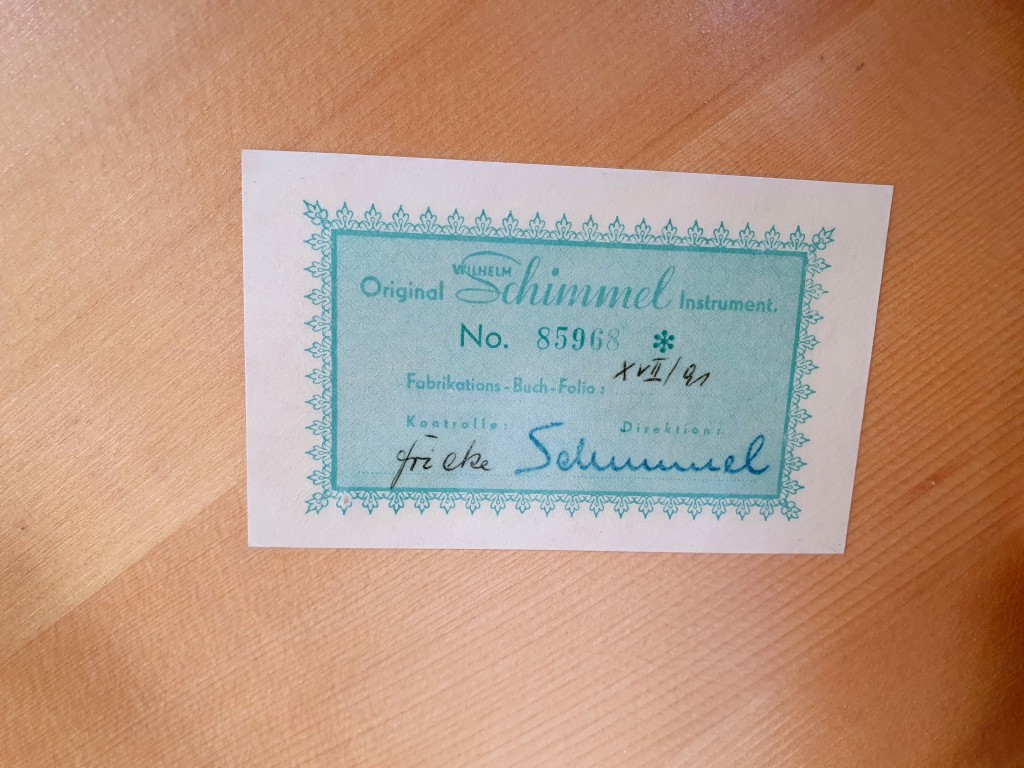 Original WILHELM Schimmel Instrument.
No. 85968 *
Fabrikations-Buch-Folio: XVII/91
Kontrolle: Direktion:
fricke Schimmel